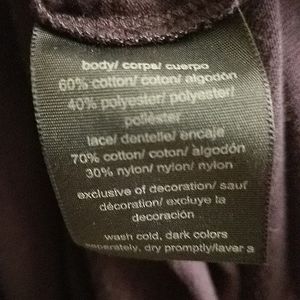 body/ corps/ cuerpo
60% cotton/ coton/ algodón
40% polyester/ polyester/
poliéster
lace/ dentelle/ encaje
70% cotton/ coton/ algodón
30% nylon/ nylon/ nylon
exclusive of decoration/ sauf
décoration/ excluye la
decoración
wash cold, dark colors
separately, dry promptly/lavar a